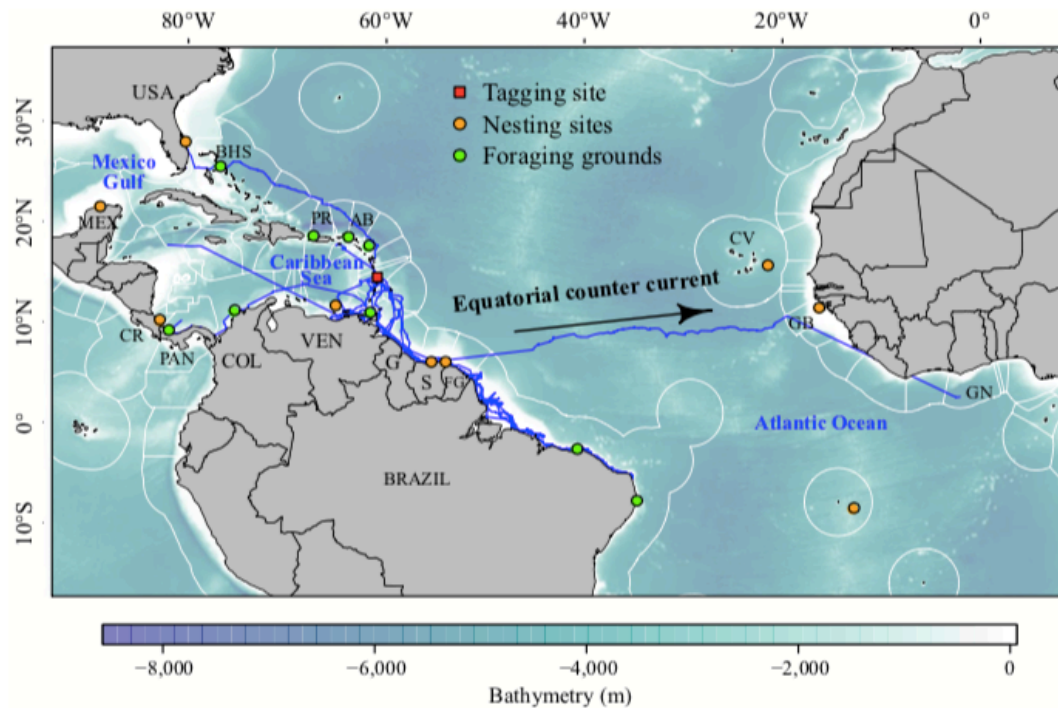 80°W 60°W 40°W 20°W 0°
30°N
20°N
10°N
0°
10°S
USA
Tagging site
Nesting sites
Foraging grounds
BHS
Mexico
Gulf
MEX
PR
AB
Caribbean
Sea
CV
Equatorial counter current
CR
PAN
COL
VEN
G
S
FG
GB
GN
Atlantic Ocean
BRAZIL
−8,000 −6,000 −4,000 −2,000 0
Bathymetry (m)